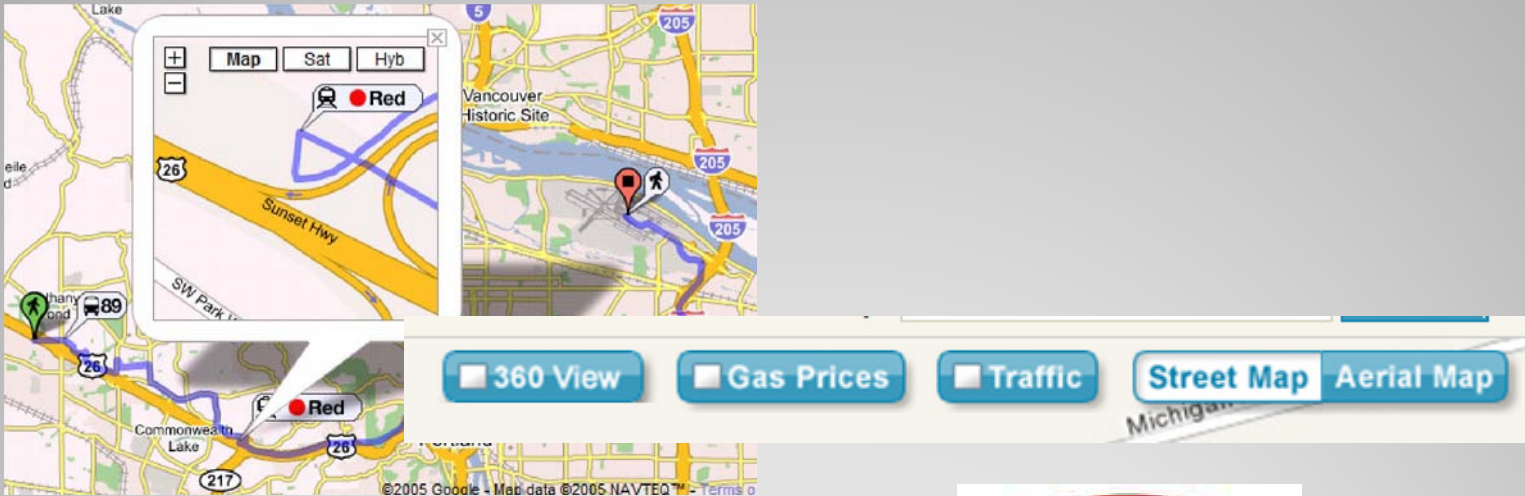 Lake
5
205
+
Map Sat Hyb
−
Red
Vancouver
Historic Site
26
205
Sunset Hwy
205
SW Park
89
26
Red
360 View Gas Prices Traffic Street Map Aerial Map
Commonwealth
Lake
26
217
©2005 Google - Map data ©2005 NAVTEQ™ - Terms o